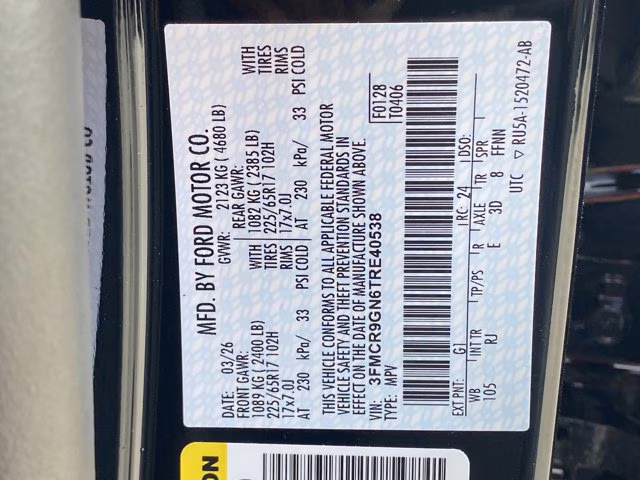 MFD. BY FORD MOTOR CO.
DATE: 03/26 GVWR: 2123 KG ( 4680 LB)
FRONT GAWR: REAR GAWR: WITH
1089 KG ( 2400 LB) WITH 1082 KG ( 2385 LB) TIRES
225/65R17 102H TIRES 225/65R17 102H RIMS
17x7.0J RIMS 17x7.0J
AT 230 kPa/ 33 PSI COLD AT 230 kPa/ 33 PSI COLD
THIS VEHICLE CONFORMS TO ALL APPLICABLE FEDERAL MOTOR
VEHICLE SAFETY AND THEFT PREVENTION STANDARDS IN
EFFECT ON THE DATE OF MANUFACTURE SHOWN ABOVE.
VIN: 3FMCR9GN6TRE40538
TYPE: MPV
F0128
T0406
EXT PNT: G1 RC: 24 DSO:
WB INT TR TP/PS R AXLE TR SPR
105 RJ E 3D 8 FFNN
UTC ▽ RU5A-1520472-AB
ON